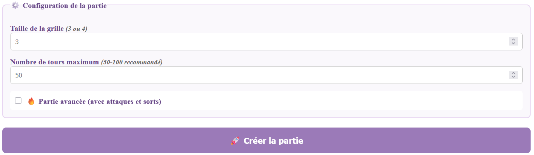 ⚙️ Configuration de la partie
Taille de la grille (3 ou 4)
3
Nombre de tours maximum (50-100 recommandé)
50
🔥 Partie avancée (avec attaques et sorts)
🚀 Créer la partie